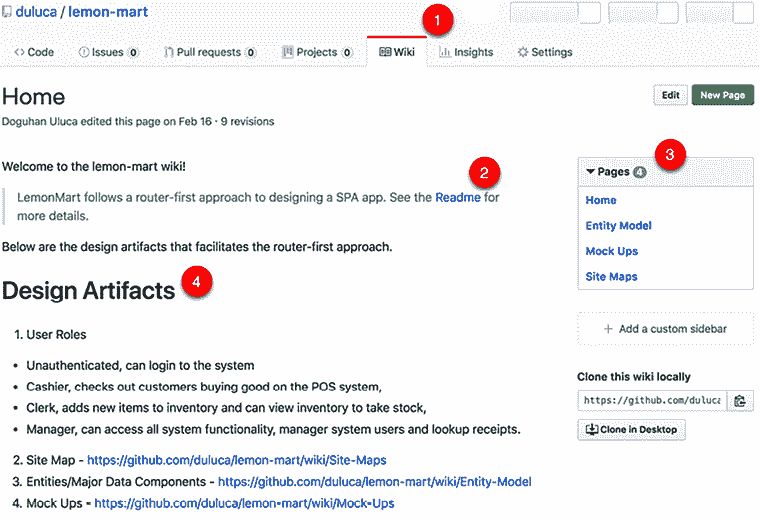 duluca / lemon-mart
1
Code Issues 0 Pull requests 0 Projects 0 Wiki Insights Settings
Home
Edit New Page
Doguhan Uluca edited this page on Feb 16 · 9 revisions
Welcome to the lemon-mart wiki!
2
LemonMart follows a router-first approach to designing a SPA app. See the Readme for
more details.
Below are the design artifacts that facilitates the router-first approach.
Design Artifacts
4
1. User Roles
• Unauthenticated, can login to the system
• Cashier, checks out customers buying good on the POS system,
• Clerk, adds new items to inventory and can view inventory to take stock,
• Manager, can access all system functionality, manager system users and lookup receipts.
2. Site Map - https://github.com/duluca/lemon-mart/wiki/Site-Maps
3. Entities/Major Data Components - https://github.com/duluca/lemon-mart/wiki/Entity-Model
4. Mock Ups - https://github.com/duluca/lemon-mart/wiki/Mock-Ups
3
Pages 4
Home
Entity Model
Mock Ups
Site Maps
+ Add a custom sidebar
Clone this wiki locally
https://github.com/duluca
Clone in Desktop